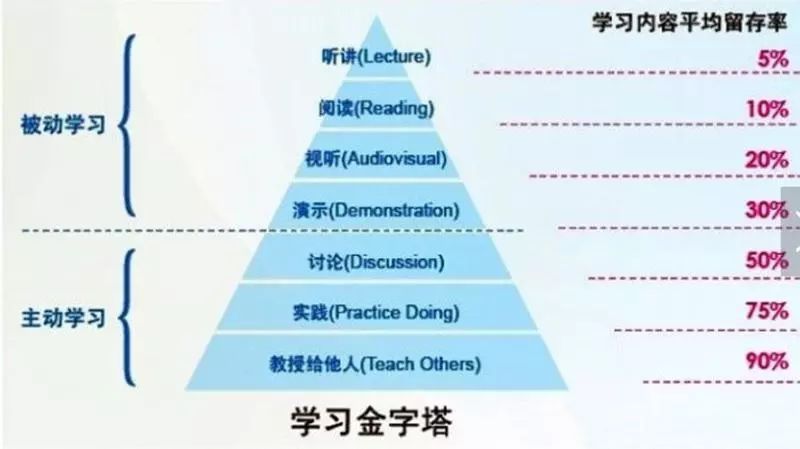 学习内容平均留存率
听讲(Lecture) 5%
阅读(Reading) 10%
被动学习
视听(Audiovisual) 20%
演示(Demonstration) 30%
讨论(Discussion) 50%
主动学习
实践(Practice Doing) 75%
教授给他人(Teach Others) 90%
学习金字塔